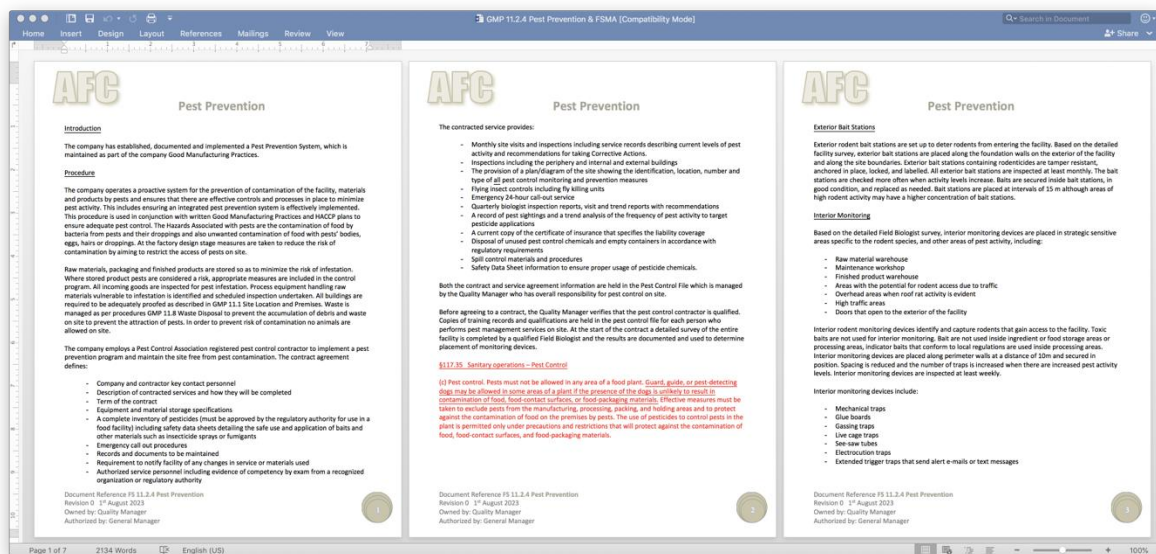 GMP 11.2.4 Pest Prevention & FSMA [Compatibility Mode]
Search in Document
Home Insert Design Layout References Mailings Review View
Share
AFC
Pest Prevention
Introduction
The company has established, documented and implemented a Pest Prevention System, which is
maintained as part of the company Good Manufacturing Practices.
Procedure
The company operates a proactive system for the prevention of contamination of the facility, materials
and products by pests and ensures that there are effective controls and processes in place to minimize
pest activity. This includes ensuring an integrated pest prevention system is effectively implemented.
This procedure is used in conjunction with written Good Manufacturing Practices and HACCP plans to
ensure adequate pest control. The Hazards Associated with pests are the contamination of food by
bacteria from pests and their droppings and also unwanted contamination of food with pests' bodies,
eggs, hairs or droppings. At the factory design stage measures are taken to reduce the risk of
contamination by aiming to restrict the access of pests on site.
Raw materials, packaging and finished products are stored so as to minimize the risk of infestation.
Where stored product pests are considered a risk, appropriate measures are included in the control
program. All incoming goods are inspected for pest infestation. Process equipment handling raw
materials vulnerable to infestation is identified and scheduled inspection undertaken. All buildings are
required to be adequately proofed as described in GMP 11.1 Site Location and Premises. Waste is
managed as per procedures GMP 11.8 Waste Disposal to prevent the accumulation of debris and waste
on site to prevent the attraction of pests. In order to prevent risk of contamination no animals are
allowed on site.
The company employs a Pest Control Association registered pest control contractor to implement a pest
prevention program and maintain the site free from pest contamination. The contract agreement
defines:
- Company and contractor key contact personnel
- Description of contracted services and how they will be completed
- Term of the contract
- Equipment and material storage specifications
- A complete inventory of pesticides (must be approved by the regulatory authority for use in a
food facility) including safety data sheets detailing the safe use and application of baits and
other materials such as insecticide sprays or fumigants
- Emergency call out procedures
- Records and documents to be maintained
- Requirement to notify facility of any changes in service or materials used
- Authorized service personnel including evidence of competency by exam from a recognized
organization or regulatory authority
Document Reference FS 11.2.4 Pest Prevention
Revision 0 1st August 2023
Owned by: Quality Manager
Authorized by: General Manager
1
AFC
Pest Prevention
The contracted service provides:
- Monthly site visits and inspections including service records describing current levels of pest
activity and recommendations for taking Corrective Actions.
- Inspections including the periphery and internal and external buildings
- The provision of a plan/diagram of the site showing the identification, location, number and
type of all pest control monitoring and prevention measures
- Flying insect controls including fly killing units
- Emergency 24-hour call-out service
- Quarterly biologist inspection reports, visit and trend reports with recommendations
- A record of pest sightings and a trend analysis of the frequency of pest activity to target
pesticide applications
- A current copy of the certificate of insurance that specifies the liability coverage
- Disposal of unused pest control chemicals and empty containers in accordance with
regulatory requirements
- Spill control materials and procedures
- Safety Data Sheet information to ensure proper usage of pesticide chemicals.
Both the contract and service agreement information are held in the Pest Control File which is managed
by the Quality Manager who has overall responsibility for pest control on site.
Before agreeing to a contract, the Quality Manager verifies that the pest control contractor is qualified.
Copies of training records and qualifications are held in the pest control file for each person who
performs pest management services on site. At the start of the contract a detailed survey of the entire
facility is completed by a qualified Field Biologist and the results are documented and used to determine
placement of monitoring devices.
§117.35 Sanitary operations – Pest Control
(c) Pest control. Pests must not be allowed in any area of a food plant. Guard, guide, or pest-detecting
dogs may be allowed in some areas of a plant if the presence of the dogs is unlikely to result in
contamination of food, food-contact surfaces, or food-packaging materials. Effective measures must be
taken to exclude pests from the manufacturing, processing, packing, and holding areas and to protect
against the contamination of food on the premises by pests. The use of pesticides to control pests in the
plant is permitted only under precautions and restrictions that will protect against the contamination of
food, food-contact surfaces, and food-packaging materials.
Document Reference FS 11.2.4 Pest Prevention
Revision 0 1st August 2023
Owned by: Quality Manager
Authorized by: General Manager
2
AFC
Pest Prevention
Exterior Bait Stations
Exterior rodent bait stations are set up to deter rodents from entering the facility. Based on the detailed
facility survey, exterior bait stations are placed along the foundation walls on the exterior of the facility
and along the site boundaries. Exterior bait stations containing rodenticides are tamper resistant,
anchored in place, locked, and labelled. All exterior bait stations are inspected at least monthly. The bait
stations are checked more often when activity levels increase. Baits are secured inside bait stations, in
good condition, and replaced as needed. Bait stations are placed at intervals of 15 m although areas of
high rodent activity may have a higher concentration of bait stations.
Interior Monitoring
Based on the detailed Field Biologist survey, interior monitoring devices are placed in strategic sensitive
areas specific to the rodent species, and other areas of pest activity, including:
- Raw material warehouse
- Maintenance workshop
- Finished product warehouse
- Areas with the potential for rodent access due to traffic
- Overhead areas when roof rat activity is evident
- High traffic areas
- Doors that open to the exterior of the facility
Interior rodent monitoring devices identify and capture rodents that gain access to the facility. Toxic
baits are not used for interior monitoring. Bait are not used inside ingredient or food storage areas or
processing areas, indicator baits that conform to local regulations are used inside processing areas.
Interior monitoring devices are placed along perimeter walls at a distance of 10m and secured in
position. Spacing is reduced and the number of traps is increased when there are increased pest activity
levels. Interior monitoring devices are inspected at least weekly.
Interior monitoring devices include:
- Mechanical traps
- Glue boards
- Gassing traps
- Live cage traps
- See-saw tubes
- Electrocution traps
- Extended trigger traps that send alert e-mails or text messages
Document Reference FS 11.2.4 Pest Prevention
Revision 0 1st August 2023
Owned by: Quality Manager
Authorized by: General Manager
3
Page 1 of 7 2134 Words English (US) 100%